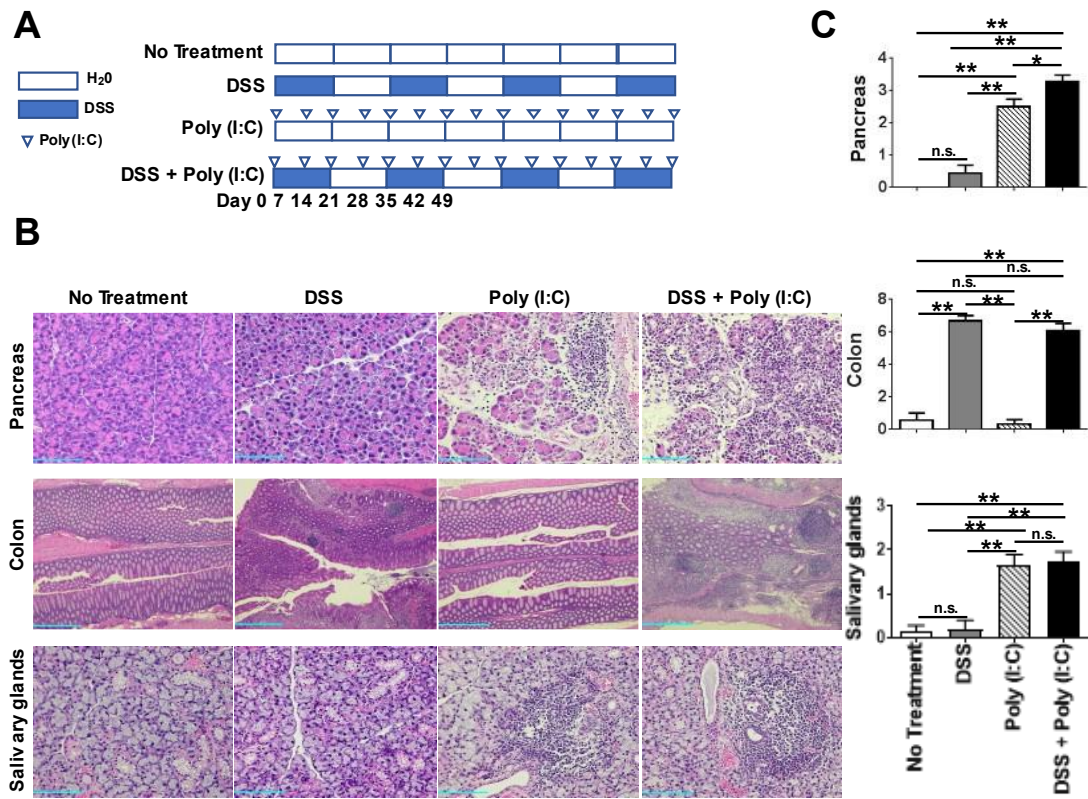 A
No Treatment
H₂0
DSS
DSS
Poly (I:C)
Poly (I:C)
DSS + Poly (I:C)
Day 0 7 14 21 28 35 42 49
B
No Treatment DSS Poly (I:C) DSS + Poly (I:C)
Pancreas
Colon
Salivary glands
C
**
**
**
*
**
n.s.
4
3
2
1
0
Pancreas
**
n.s.
n.s.
**
**
**
8
6
4
2
0
Colon
**
**
**
n.s.
**
n.s.
3
2
1
0
Salivary glands
No Treatment
DSS
Poly (I:C)
DSS + Poly (I:C)